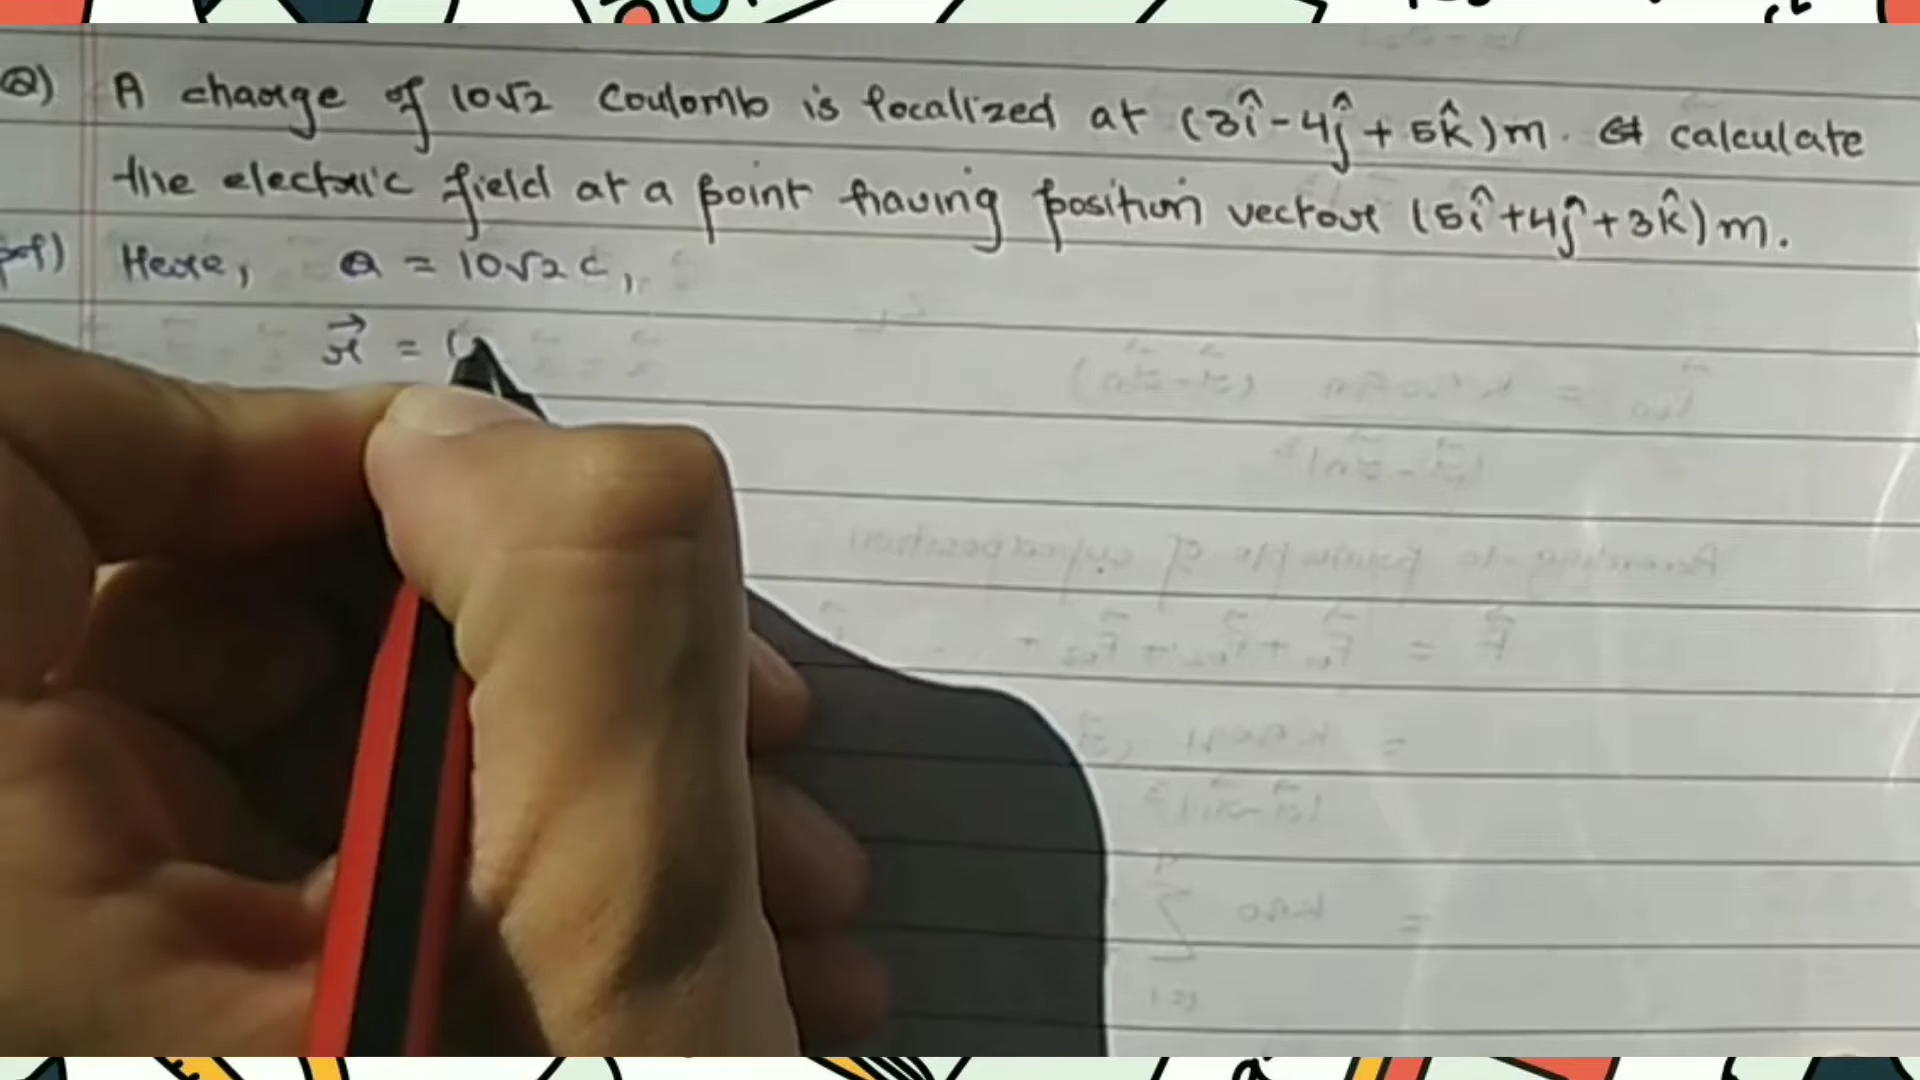 Q) A charge of 10√2 Coulomb is localized at (3î-4ĵ+5k̂)m. calculate
the electric field at a point having position vector (5î+4ĵ+3k̂)m.
Here, Q = 10√2 C,
r⃗ = (